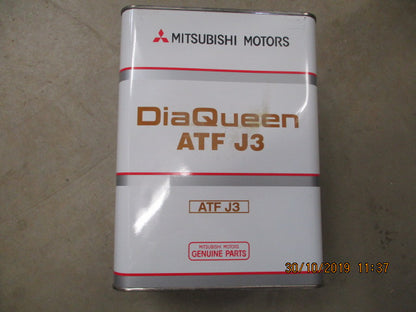 MITSUBISHI MOTORS
DiaQueen
ATF J3
ATF J3
MITSUBISHI MOTORS
GENUINE PARTS
30/10/2019 11:37